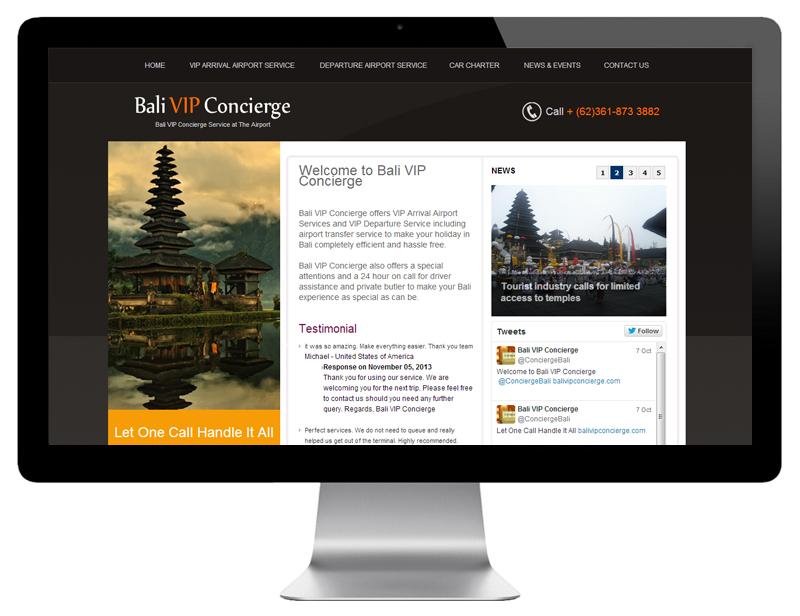 HOME VIP ARRIVAL AIRPORT SERVICE DEPARTURE AIRPORT SERVICE CAR CHARTER NEWS & EVENTS CONTACT US
Bali VIP Concierge
Bali VIP Concierge Service at The Airport
Call + (62)361-873 3882
Let One Call Handle It All
Welcome to Bali VIP
Concierge
Bali VIP Concierge offers VIP Arrival Airport
Services and VIP Departure Service including
airport transfer service to make your holiday in
Bali completely efficient and hassle free.
Bali VIP Concierge also offers a special
attentions and a 24 hour on call for driver
assistance and private butler to make your Bali
experience as special as can be.
Testimonial
it was so amazing. Make everything easier. Thank you team
Michael - United States of America
Response on November 05, 2013
Thank you for using our service. We are
welcoming you for the next trip. Please feel free
to contact us should you need any further
query. Regards, Bali VIP Concierge
Perfect services. We do not need to queue and really
helped us get out of the terminal. Highly recommended.
NEWS 1 2 3 4 5
Tourist industry calls for limited
access to temples
Tweets Follow
Bali VIP Concierge 7 Oct
@ConciergeBali
Welcome to Bali VIP Concierge
@ConciergeBali balivipconcierge.com
Bali VIP Concierge 7 Oct
@ConciergeBali
Let One Call Handle It All balivipconcierge.com